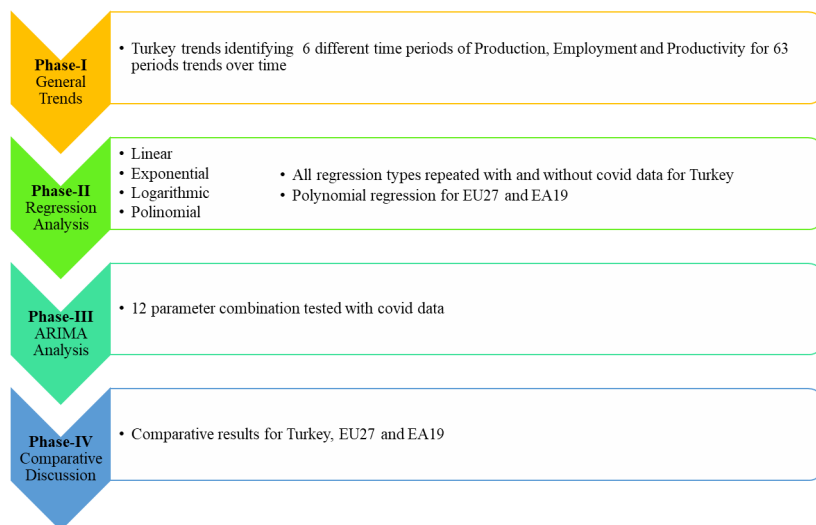 Phase-I
General
Trends
• Turkey trends identifying 6 different time periods of Production, Employment and Productivity for 63
periods trends over time
Phase-II
Regression
Analysis
• Linear
• Exponential
• Logarithmic
• Polinomial
• All regression types repeated with and without covid data for Turkey
• Polynomial regression for EU27 and EA19
Phase-III
ARIMA
Analysis
• 12 parameter combination tested with covid data
Phase-IV
Comparative
Discussion
• Comparative results for Turkey, EU27 and EA19